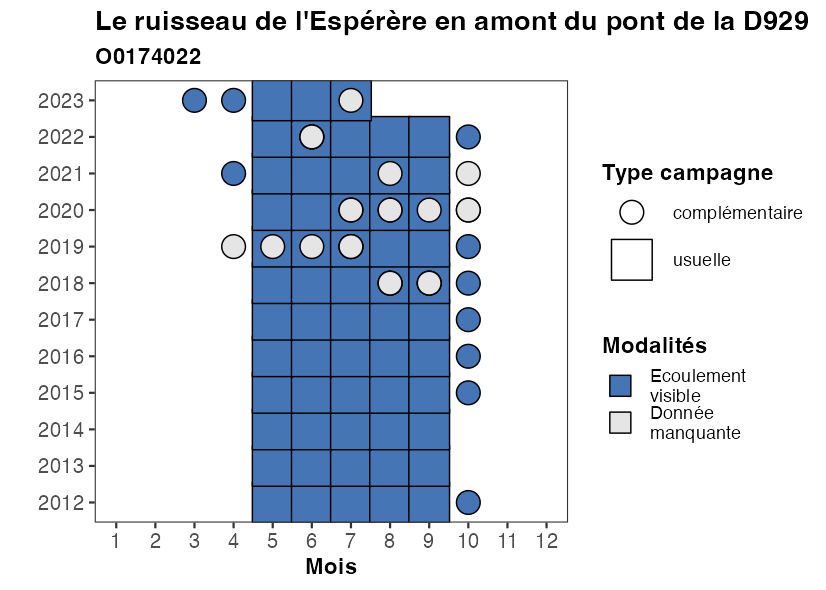 Le ruisseau de l'Espérère en amont du pont de la D929
O0174022
2023
2022
2021
2020
2019
2018
2017
2016
2015
2014
2013
2012
1 2 3 4 5 6 7 8 9 10 11 12
Mois
Type campagne
complémentaire
usuelle
Modalités
Ecoulement
visible
Donnée
manquante